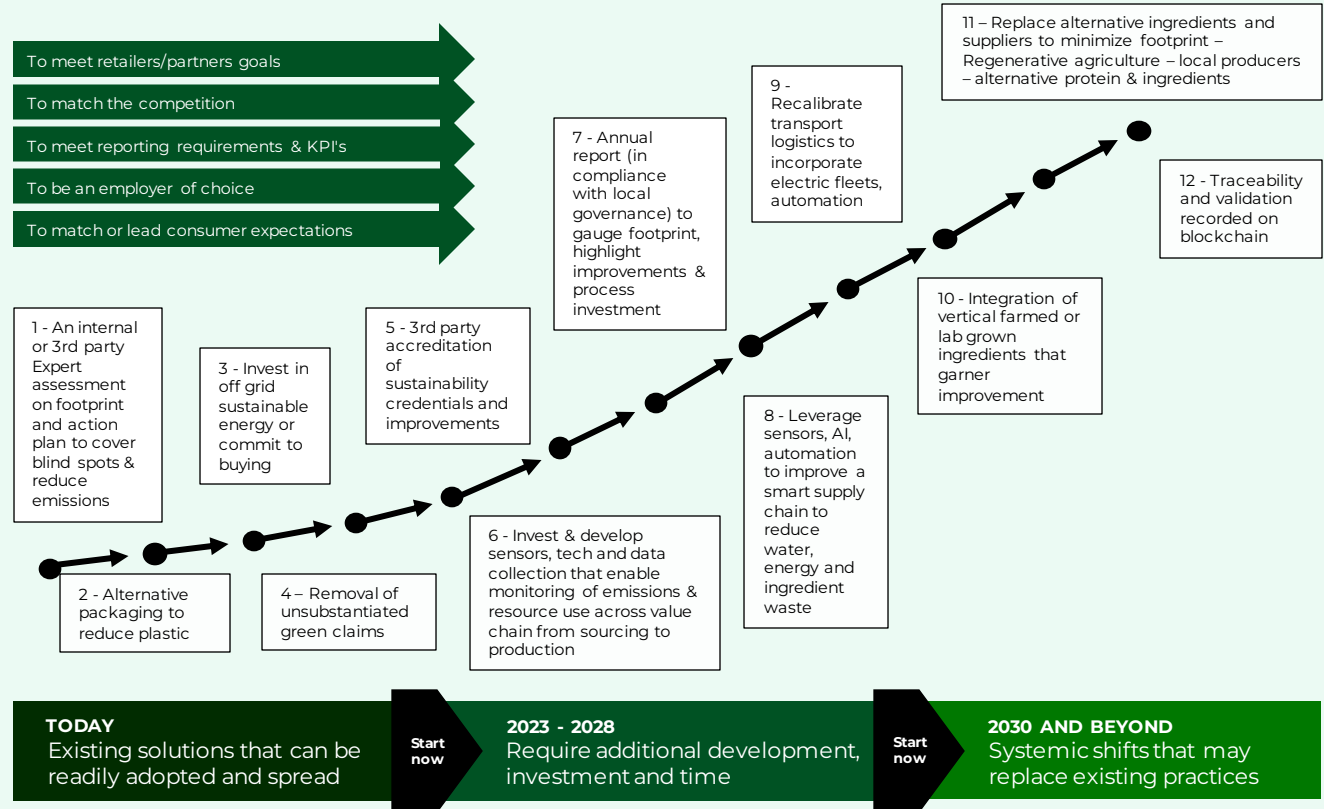 To meet retailers/partners goals
To match the competition
To meet reporting requirements & KPI's
To be an employer of choice
To match or lead consumer expectations
1 - An internal
or 3rd party
Expert
assessment
on footprint
and action
plan to cover
blind spots &
reduce
emissions
2 - Alternative
packaging to
reduce plastic
3 - Invest in
off grid
sustainable
energy or
commit to
buying
4 – Removal of
unsubstantiated
green claims
5 - 3rd party
accreditation
of
sustainability
credentials and
improvements
6 - Invest & develop
sensors, tech and data
collection that enable
monitoring of emissions &
resource use across value
chain from sourcing to
production
7 - Annual
report (in
compliance
with local
governance) to
gauge footprint,
highlight
improvements &
process
investment
8 - Leverage
sensors, AI,
automation
to improve a
smart supply
chain to
reduce
water,
energy and
ingredient
waste
9 -
Recalibrate
transport
logistics to
incorporate
electric fleets,
automation
10 - Integration of
vertical farmed or
lab grown
ingredients that
garner
improvement
11 – Replace alternative ingredients and
suppliers to minimize footprint –
Regenerative agriculture – local producers
– alternative protein & ingredients
12 - Traceability
and validation
recorded on
blockchain
TODAY
Existing solutions that can be
readily adopted and spread
Start
now
2023 - 2028
Require additional development,
investment and time
Start
now
2030 AND BEYOND
Systemic shifts that may
replace existing practices